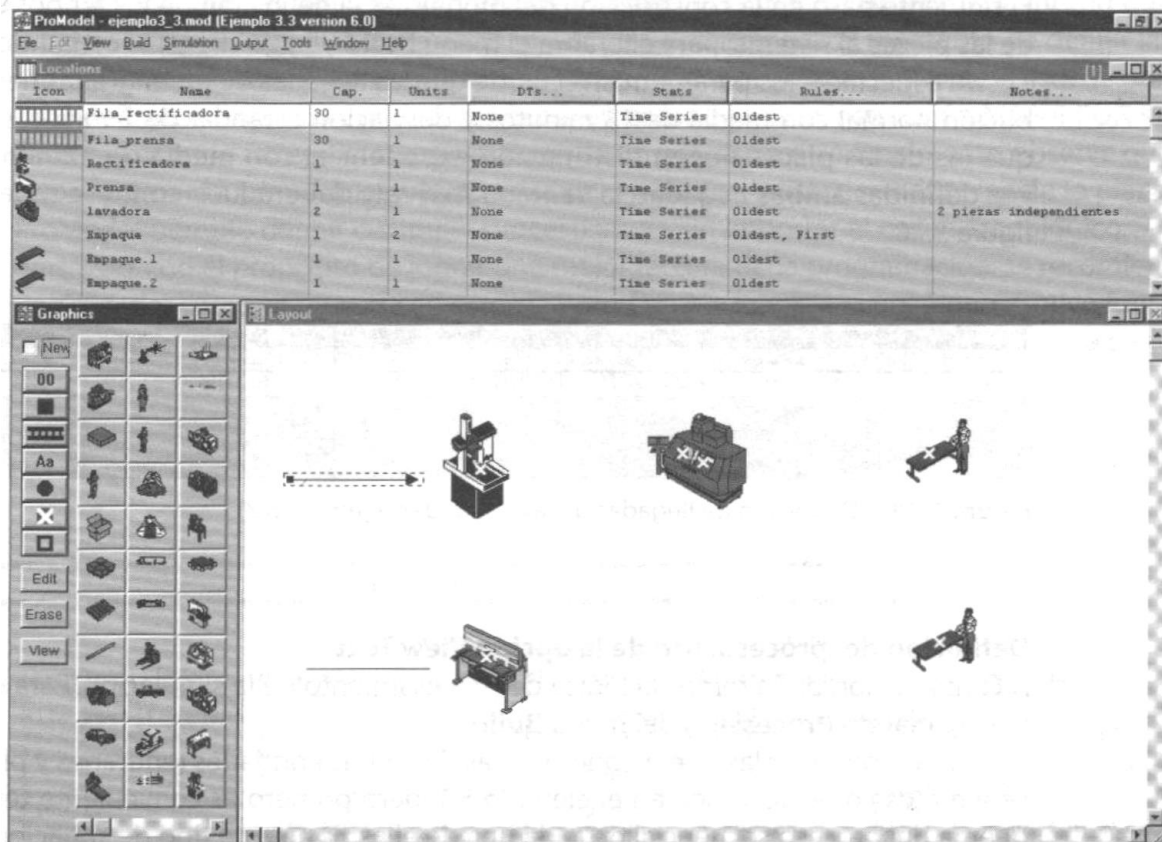 ProModel - ejemplo3_3.mod (Ejemplo 3.3 version 6.0)
File Edit View Build Simulation Output Tools Window Help
Locations [1]
Icon Name Cap. Units DTs... Stats Rules... Notes...
Fila_rectificadora 30 1 None Time Series Oldest
Fila_prensa 30 1 None Time Series Oldest
Rectificadora 1 1 None Time Series Oldest
Prensa 1 1 None Time Series Oldest
lavadora 2 1 None Time Series Oldest 2 piezas independientes
Empaque 1 2 None Time Series Oldest, First
Empaque.1 1 1 None Time Series Oldest
Empaque.2 1 1 None Time Series Oldest
Graphics
Layout
New
00
Aa
Edit
Erase
View